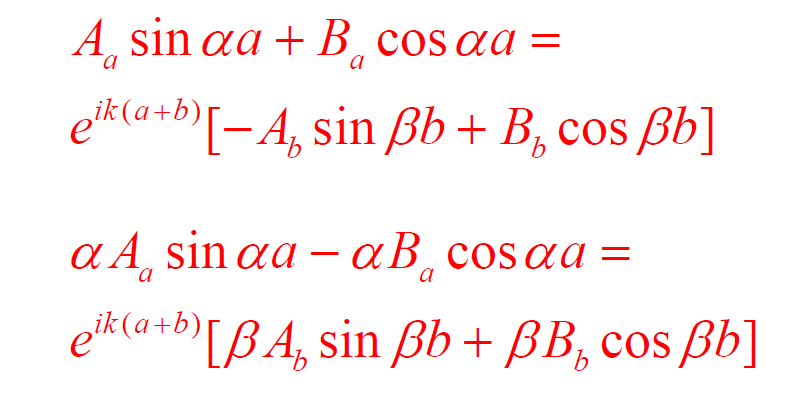 A_a sin αa + B_a cos αa =
e^{ik(a+b)}[−A_b sin βb + B_b cos βb]
αA_a sin αa − αB_a cos αa =
e^{ik(a+b)}[βA_b sin βb + βB_b cos βb]